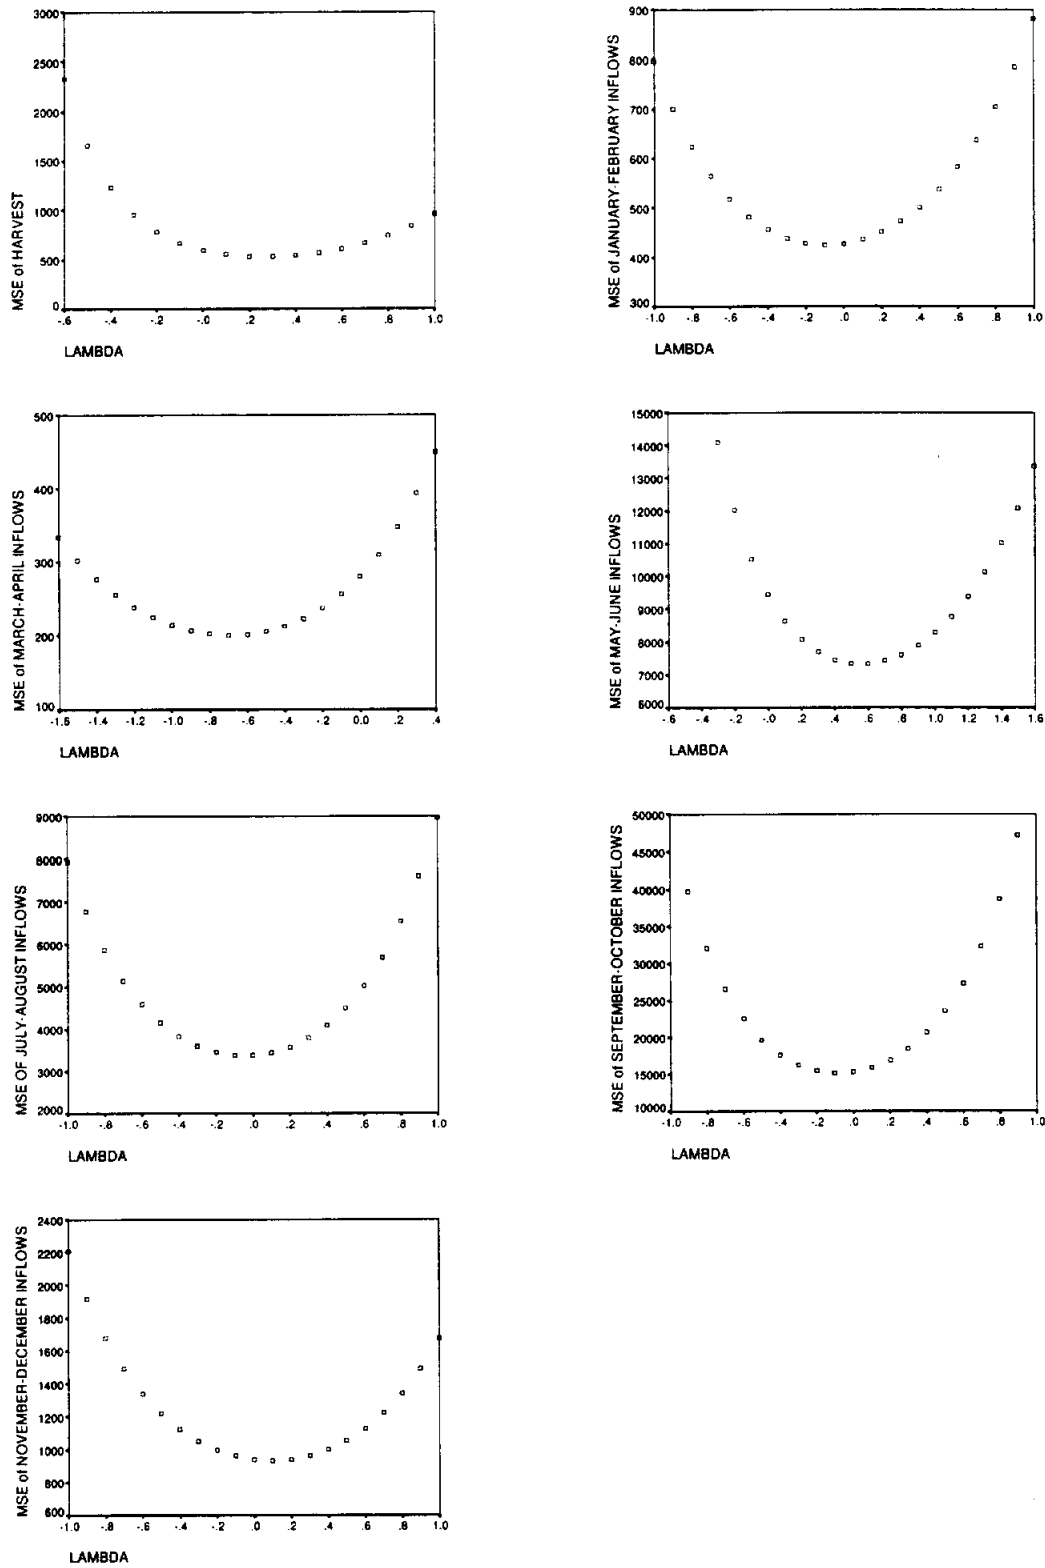 3000
2500
2000
1500
1000
500
0
MSE of HARVEST
-.6 -.4 -.2 -.0 .2 .4 .6 .8 1.0
LAMBDA
900
800
700
600
500
400
300
MSE of JANUARY-FEBRUARY INFLOWS
-1.0 -.8 -.6 -.4 -.2 0.0 .2 .4 .6 .8 1.0
LAMBDA
500
400
300
200
100
MSE of MARCH-APRIL INFLOWS
-1.6 -1.4 -1.2 -1.0 -.8 -.6 -.4 -.2 0.0 .2 .4
LAMBDA
15000
14000
13000
12000
11000
10000
9000
8000
7000
6000
MSE of MAY-JUNE INFLOWS
-.6 -.4 -.2 .0 .2 .4 .6 .8 1.0 1.2 1.4 1.6
LAMBDA
9000
8000
7000
6000
5000
4000
3000
2000
MSE OF JULY-AUGUST INFLOWS
-1.0 -.8 -.6 -.4 -.2 .0 .2 .4 .6 .8 1.0
LAMBDA
50000
45000
40000
35000
30000
25000
20000
15000
10000
MSE of SEPTEMBER-OCTOBER INFLOWS
-1.0 -.8 -.6 -.4 -.2 .0 .2 .4 .6 .8 1.0
LAMBDA
2400
2200
2000
1800
1600
1400
1200
1000
800
600
MSE of NOVEMBER-DECEMBER INFLOWS
-1.0 -.8 -.6 -.4 -.2 .0 .2 .4 .6 .8 1.0
LAMBDA